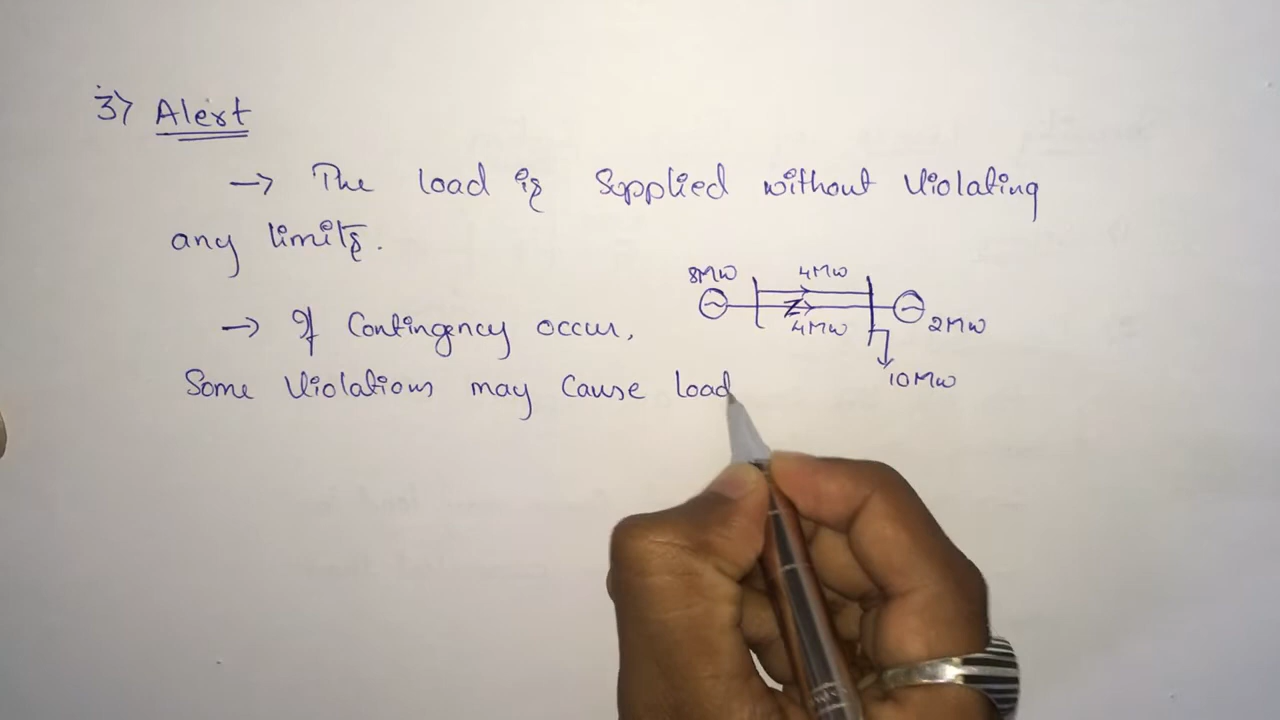 3) Alert
→ The load is supplied without violating
any limits.
8MW 4MW
4MW 2MW
→ If Contingency occur,
10MW
Some Violations may cause load